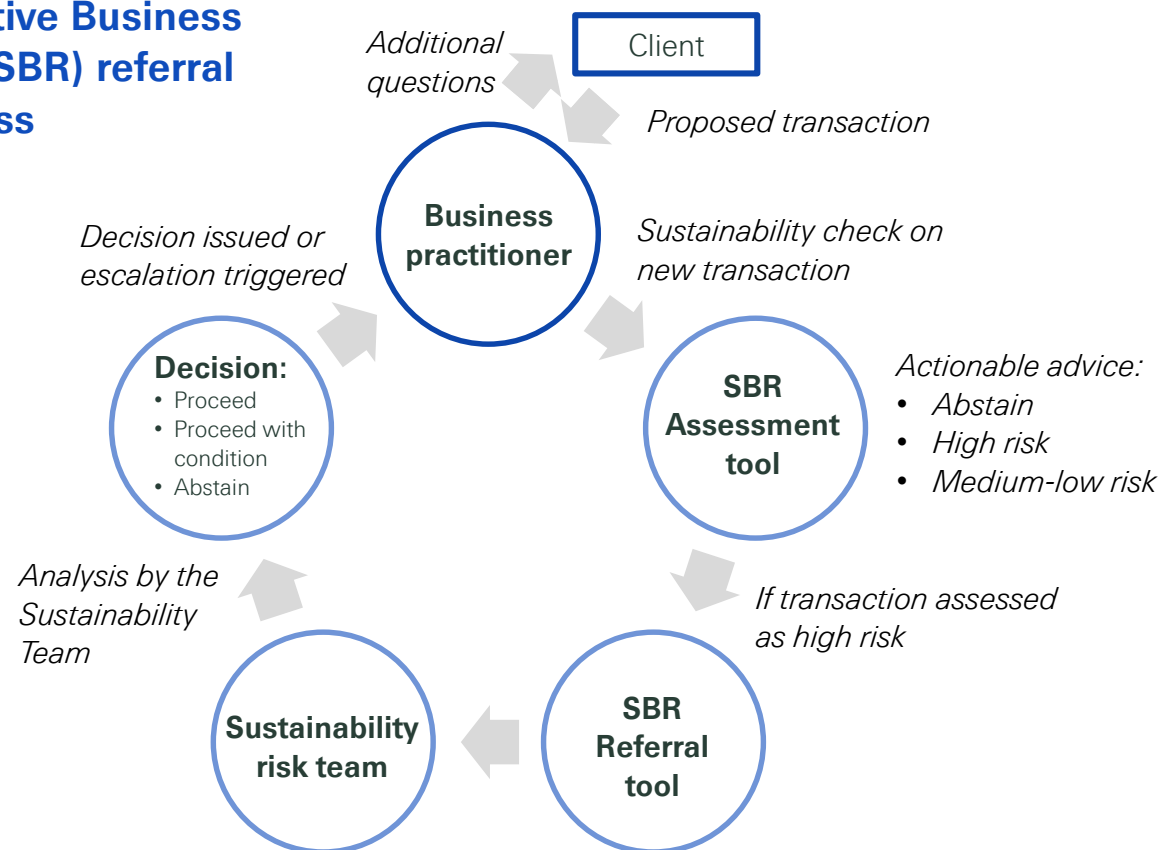 tive Business
SBR) referral
ss
Additional
questions
Client
Proposed transaction
Business
practitioner
Sustainability check on
new transaction
Decision issued or
escalation triggered
Decision:
• Proceed
• Proceed with
condition
• Abstain
SBR
Assessment
tool
Actionable advice:
• Abstain
• High risk
• Medium-low risk
If transaction assessed
as high risk
Analysis by the
Sustainability
Team
SBR
Referral
tool
Sustainability
risk team